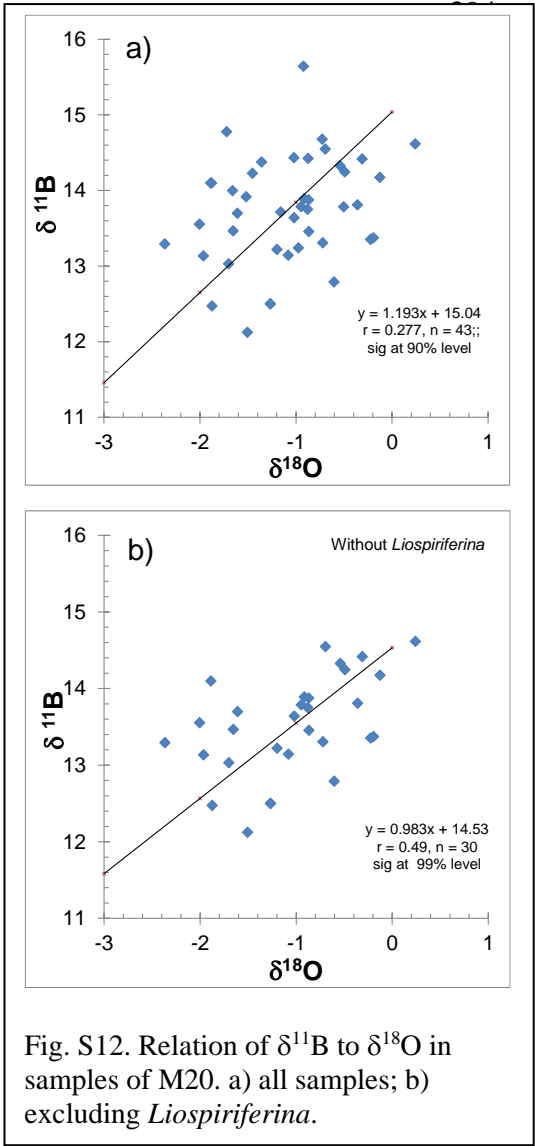 a)
16
15
14
13
12
11
δ ¹¹B
-3 -2 -1 0 1
δ¹⁸O
y = 1.193x + 15.04
r = 0.277, n = 43;;
sig at 90% level
b)
Without Liospiriferina
16
15
14
13
12
11
δ ¹¹B
-3 -2 -1 0 1
δ¹⁸O
y = 0.983x + 14.53
r = 0.49, n = 30
sig at 99% level
Fig. S12. Relation of δ¹¹B to δ¹⁸O in
samples of M20. a) all samples; b)
excluding Liospiriferina.